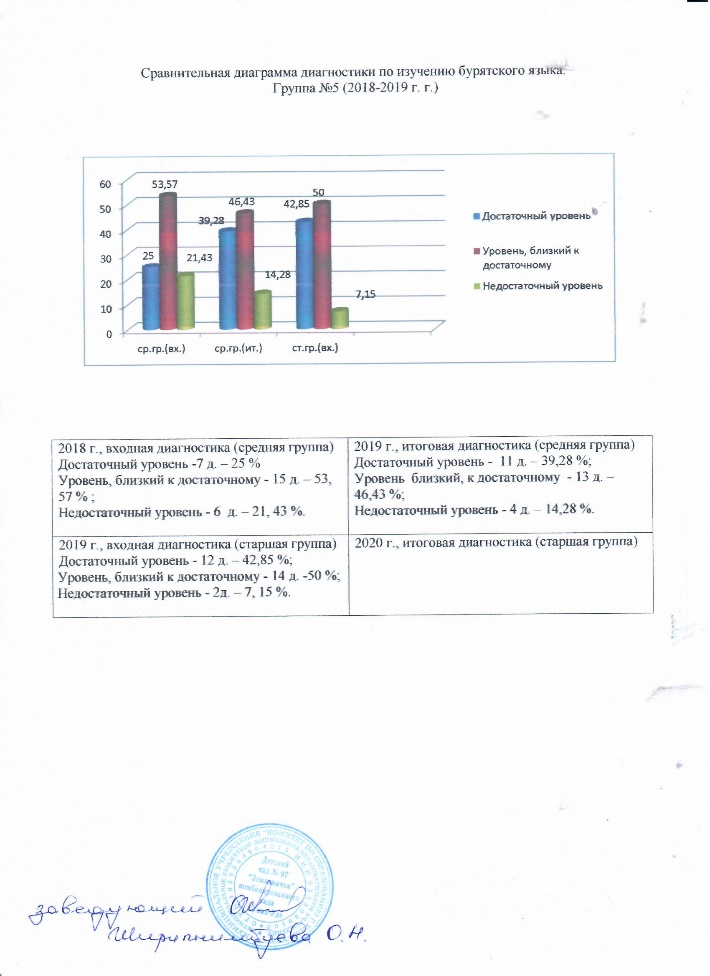 Сравнительная диаграмма диагностики по изучению бурятского языка.
Группа №5 (2018-2019 г. г.)
60
50
40
30
20
10
0
25
53,57
21,43
39,28
46,43
14,28
42,85
50
7,15
ср.гр.(вх.)
ср.гр.(ит.)
ст.гр.(вх.)
Достаточный уровень
Уровень, близкий к
достаточному
Недостаточный уровень
2018 г., входная диагностика (средняя группа)
Достаточный уровень -7 д. – 25 %
Уровень, близкий к достаточному - 15 д. – 53,
57 % ;
Недостаточный уровень - 6 д. – 21, 43 %.
2019 г., итоговая диагностика (средняя группа)
Достаточный уровень - 11 д. – 39,28 %;
Уровень близкий, к достаточному - 13 д. –
46,43 %;
Недостаточный уровень - 4 д. – 14,28 %.
2019 г., входная диагностика (старшая группа)
Достаточный уровень - 12 д. – 42,85 %;
Уровень, близкий к достаточному - 14 д. -50 %;
Недостаточный уровень - 2д. – 7, 15 %.
2020 г., итоговая диагностика (старшая группа)
Детский
сад № 97
комбинированного
вида
заведующий
О.Н.